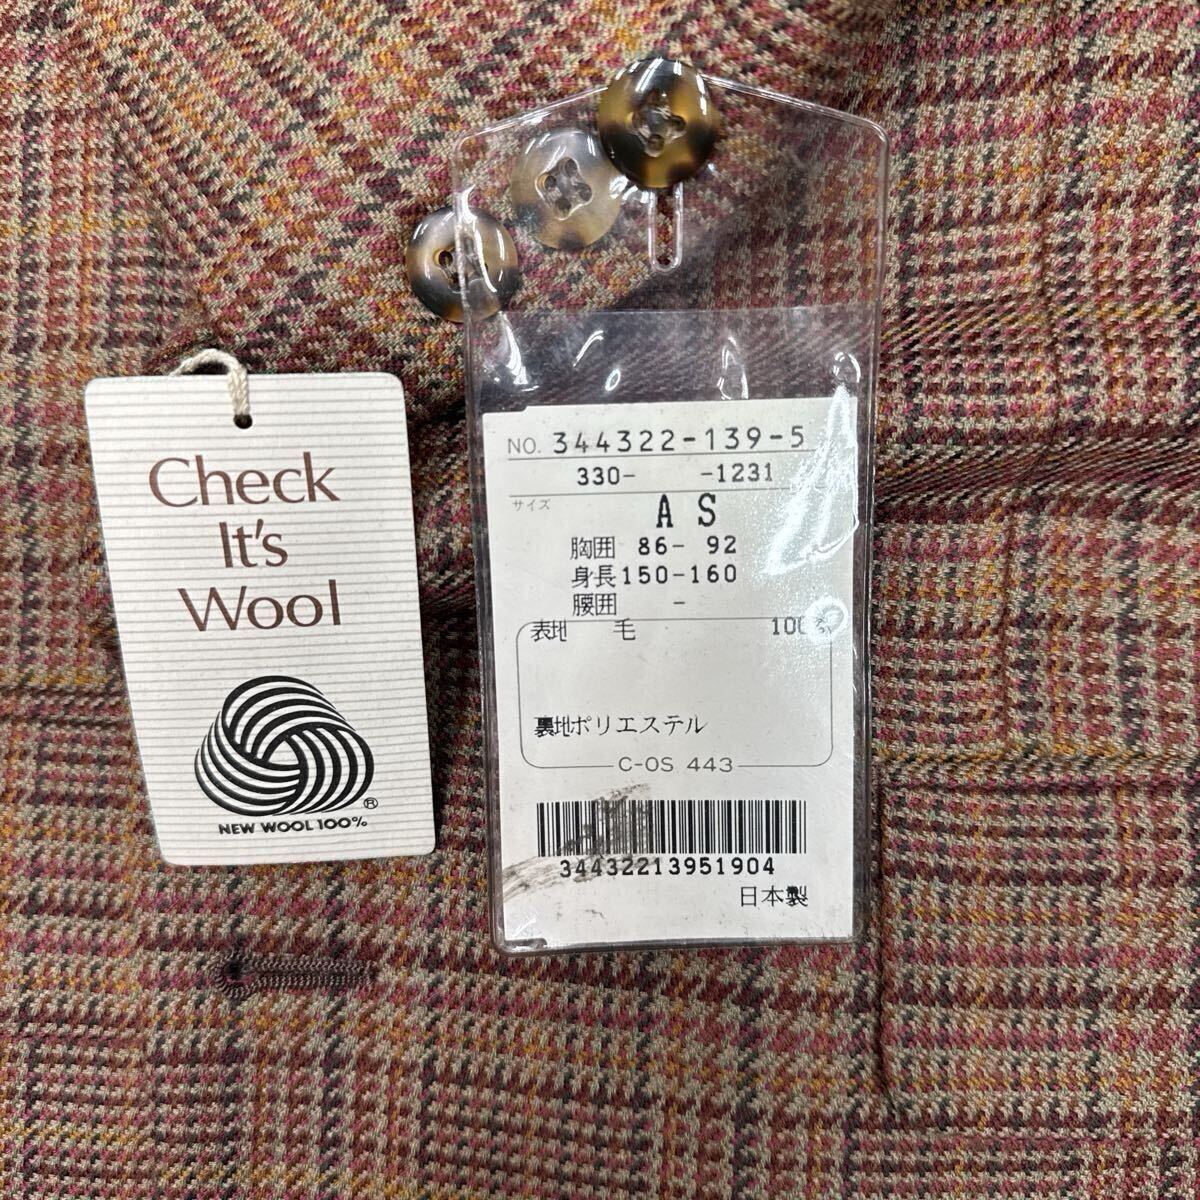 Check
It's
Wool
®
NEW WOOL 100%
NO. 344322-139-5
330- -1231
サイズ
A S
胸囲 86- 92
身長 150-160
腰囲 -
表地 毛 100%
裏地ポリエステル
C-OS 443
34432213951904
日本製